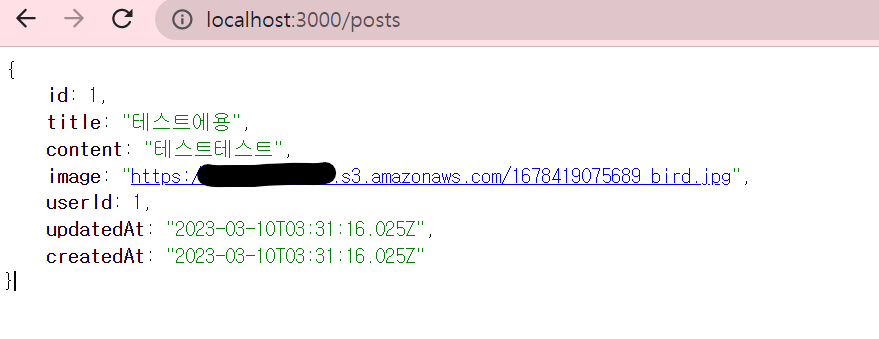 localhost:3000/posts
{
id: 1,
title: "테스트에용",
content: "테스트테스트",
image: "https:/ .s3.amazonaws.com/1678419075689_bird.jpg",
userId: 1,
updatedAt: "2023-03-10T03:31:16.025Z",
createdAt: "2023-03-10T03:31:16.025Z"
}